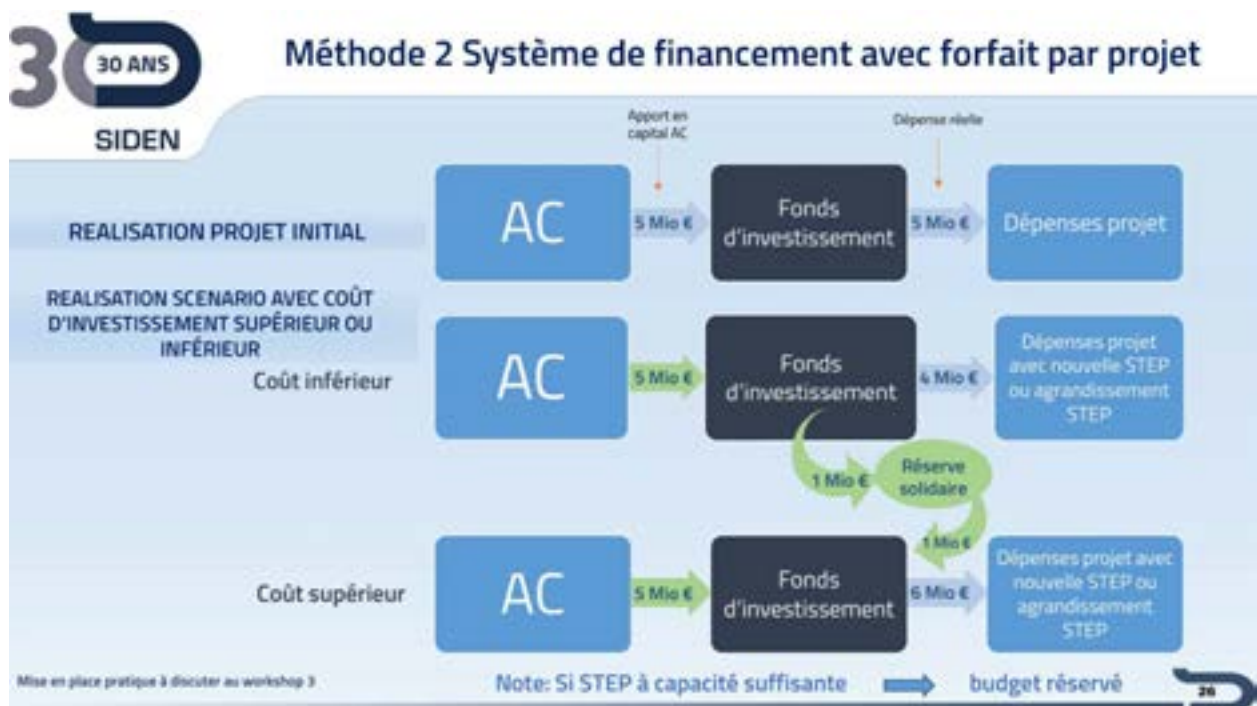 30 ANS
SIDEN
Méthode 2 Système de financement avec forfait par projet
Apport en
capital AC
Dépense réelle
REALISATION PROJET INITIAL
AC
5 Mio €
Fonds
d'investissement
5 Mio €
Dépenses projet
REALISATION SCENARIO AVEC COÛT
D'INVESTISSEMENT SUPÉRIEUR OU
INFÉRIEUR
Coût inférieur
AC
5 Mio €
Fonds
d'investissement
4 Mio €
Dépenses projet
avec nouvelle STEP
ou agrandissement
STEP
1 Mio €
Réserve
solidaire
1 Mio €
Coût supérieur
AC
5 Mio €
Fonds
d'investissement
6 Mio €
Dépenses projet avec
nouvelle STEP ou
agrandissement
STEP
Mise en place pratique à discuter au workshop 3
Note: Si STEP à capacité suffisante
budget réservé
26